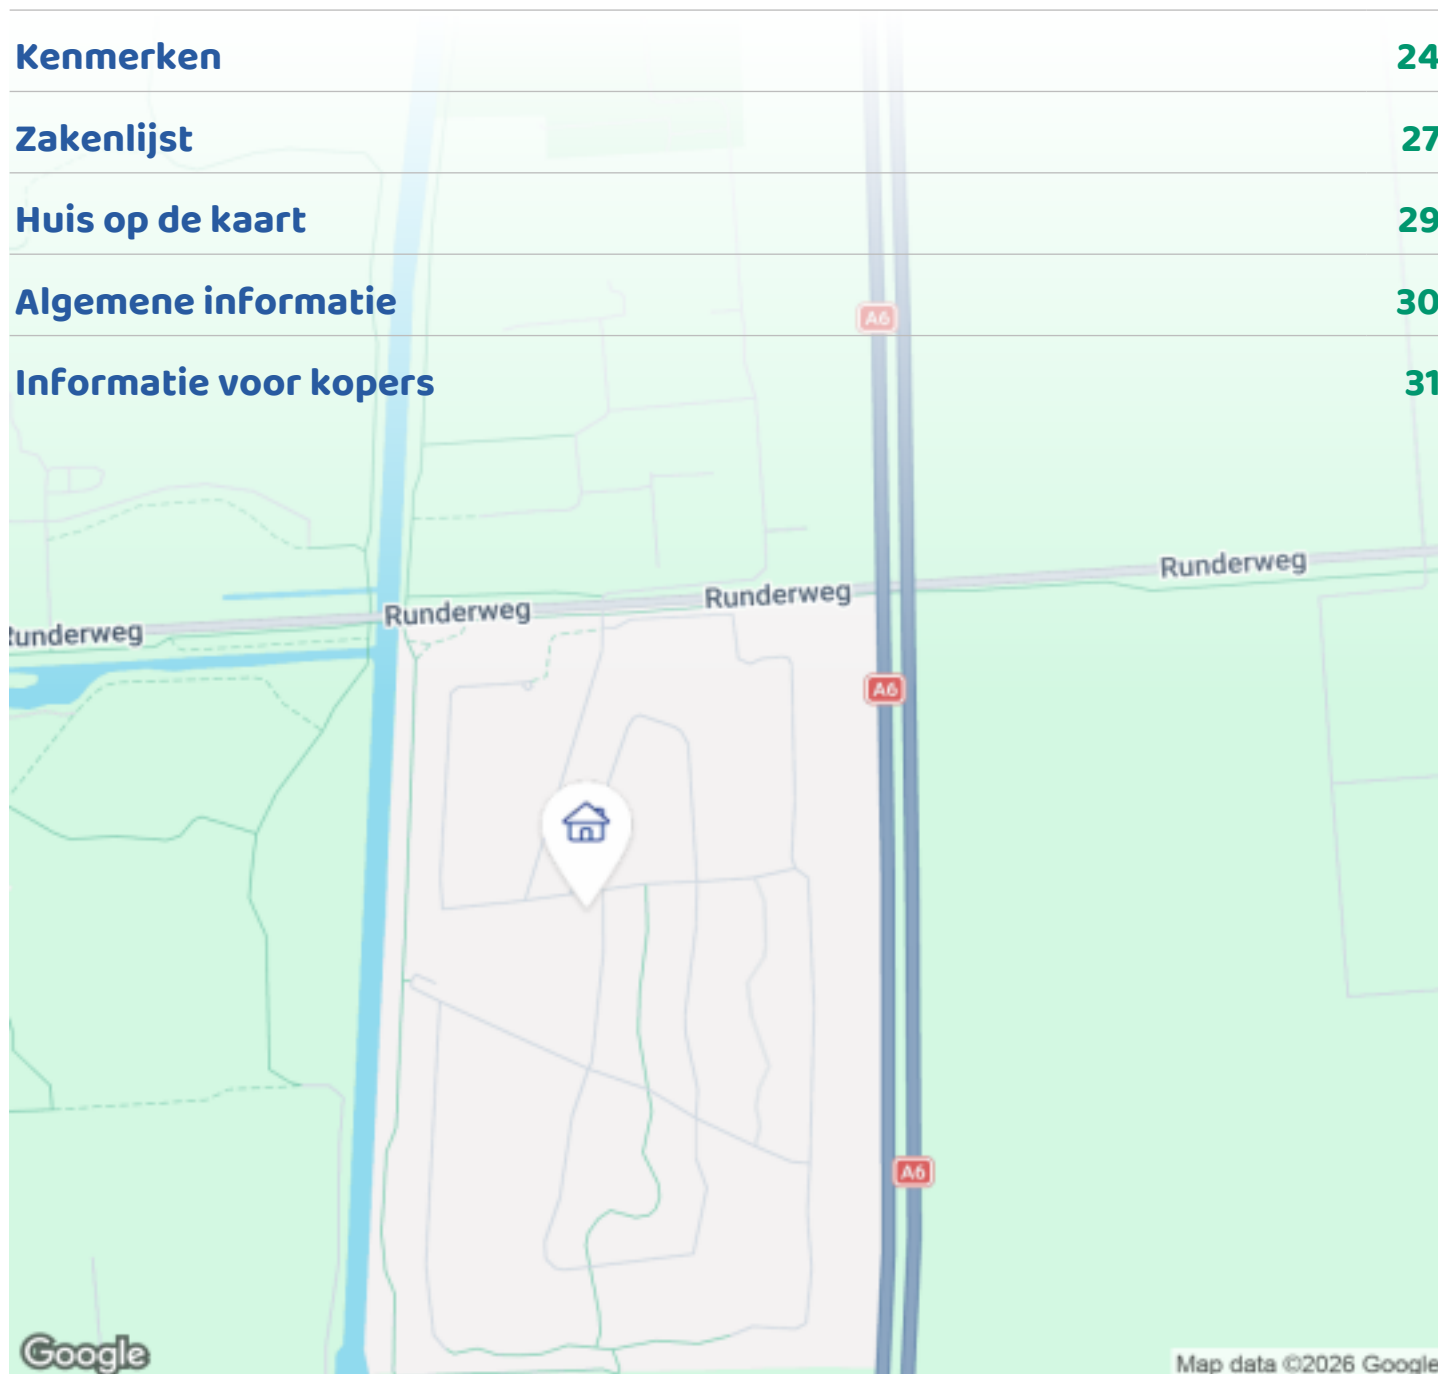 Kenmerken 24
Zakenlijst 27
Huis op de kaart 29
Algemene informatie 30
A6
Informatie voor kopers 31
Runderweg
Runderweg
Runderweg
Runderweg
A6
A6
Google
Map data ©2026 Google